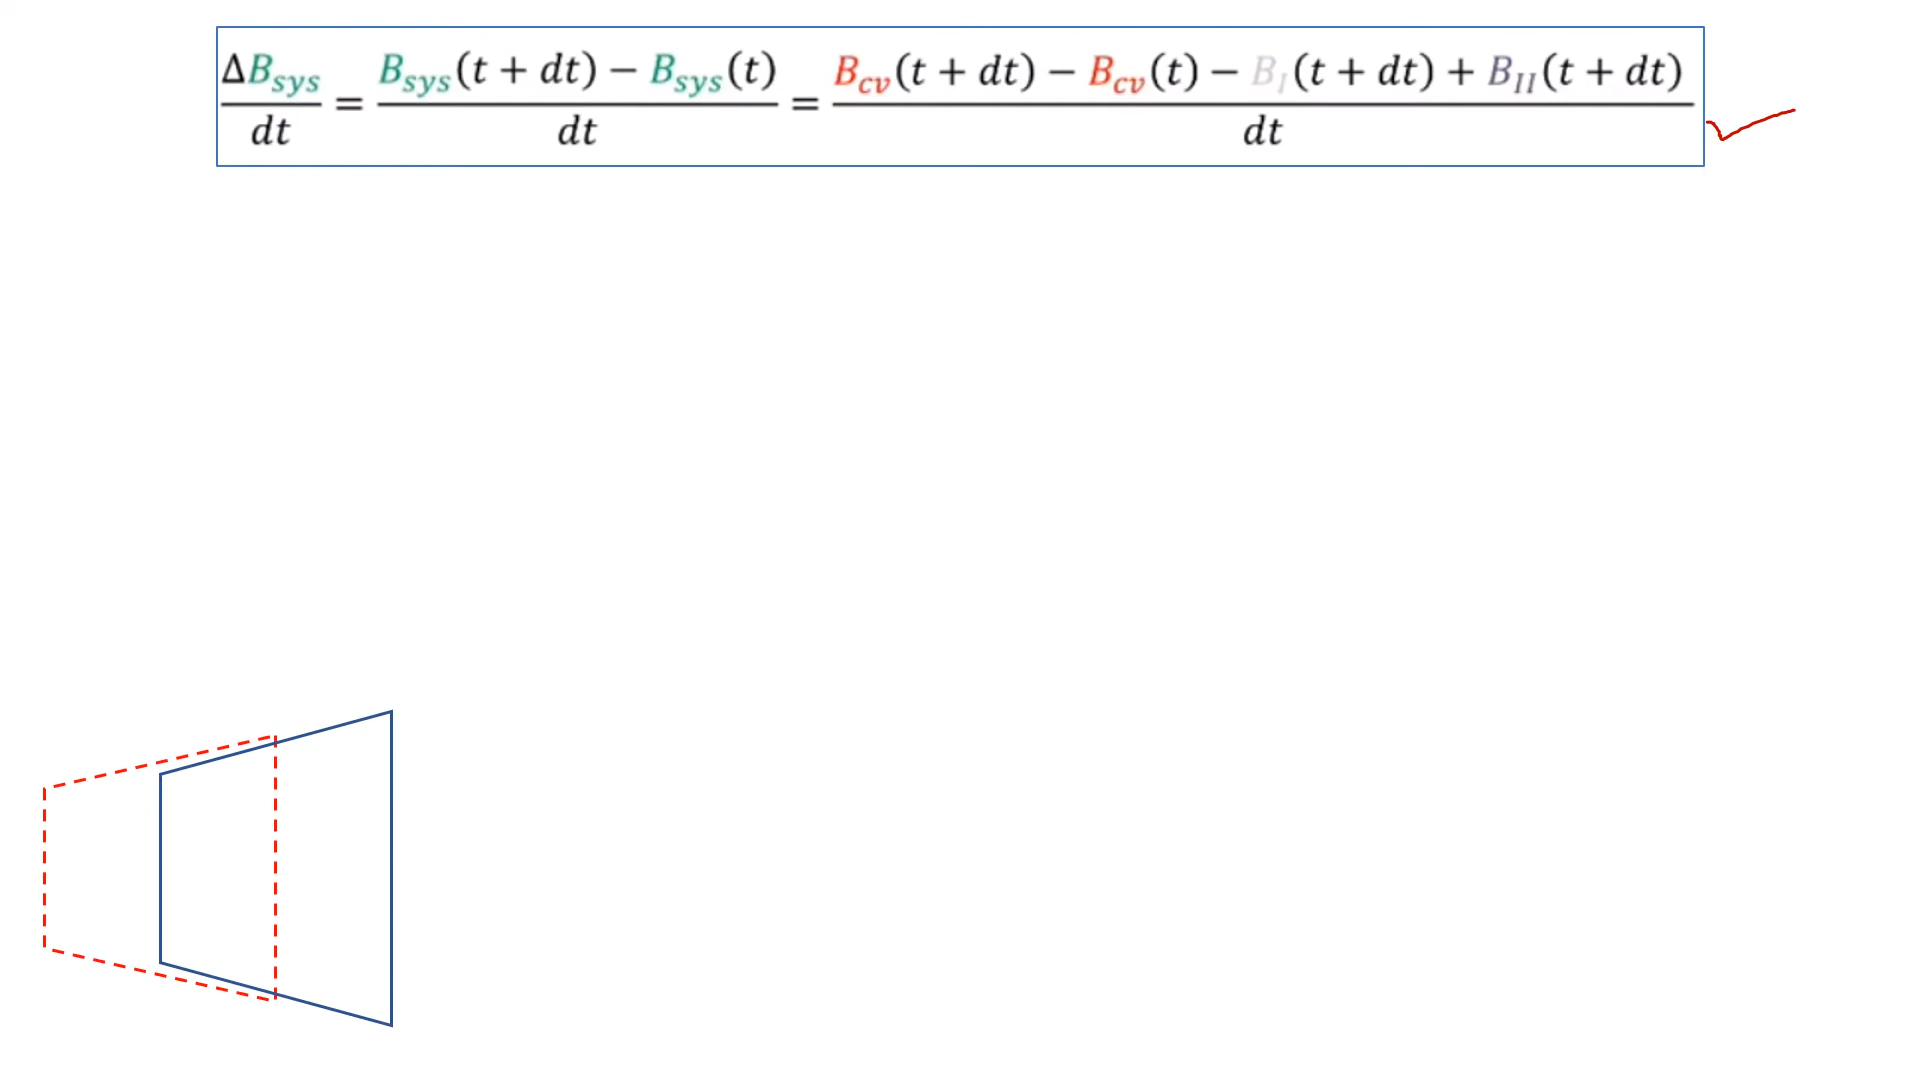 ΔB_sys/dt = (B_sys(t + dt) − B_sys(t))/dt = (B_cv(t + dt) − B_cv(t) − B_I(t + dt) + B_II(t + dt))/dt